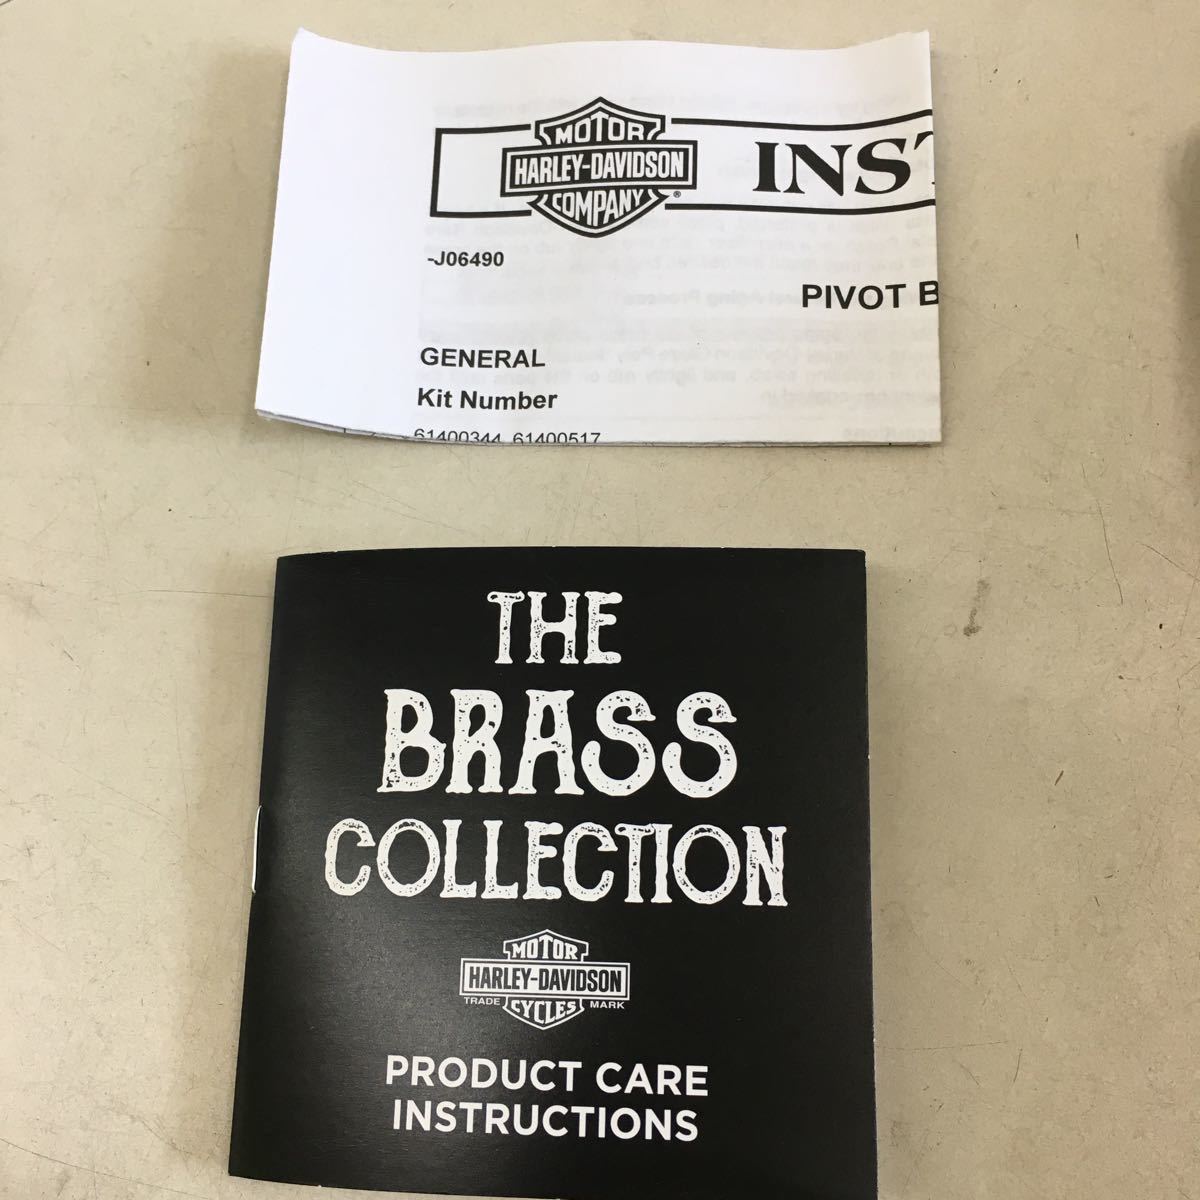 MOTOR
HARLEY-DAVIDSON
COMPANY
®
INST
-J06490
PIVOT B
GENERAL
Kit Number
61400344, 61400517
THE
BRASS
COLLECTION
MOTOR
HARLEY-DAVIDSON
TRADE CYCLES MARK
PRODUCT CARE
INSTRUCTIONS